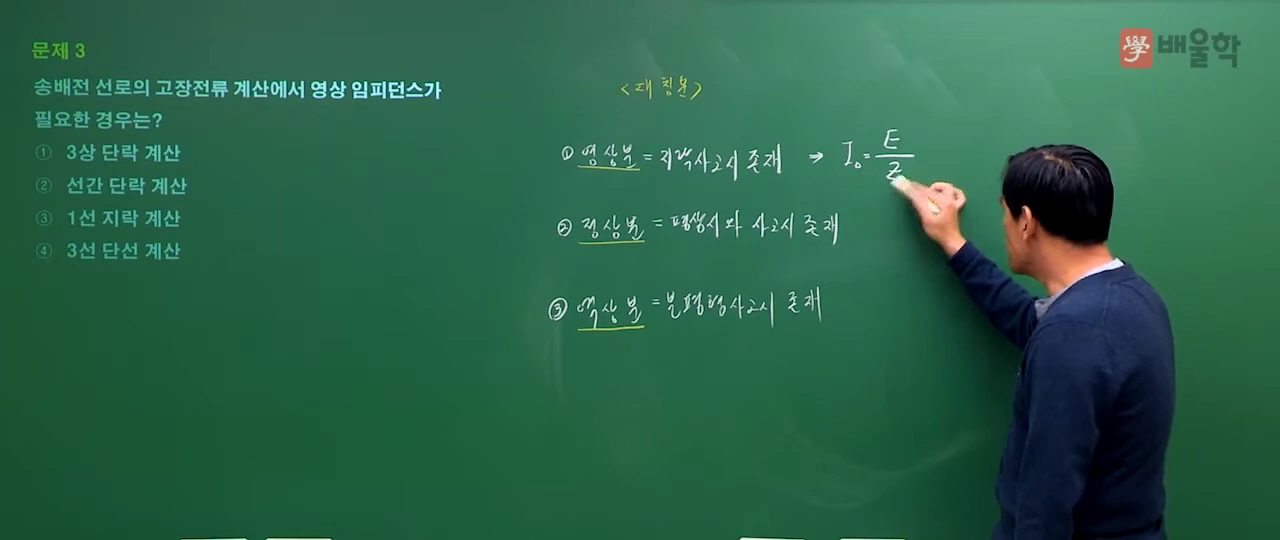 學배울학
문제 3
송배전 선로의 고장전류 계산에서 영상 임피던스가
필요한 경우는?
① 3상 단락 계산
② 선간 단락 계산
③ 1선 지락 계산
④ 3선 단선 계산
<대칭분>
① 영상분 = 지락사고시 존재 → I₀ = E/Z
② 정상분 = 평상시와 사고시 존재
③ 역상분 = 불평형사고시 존재